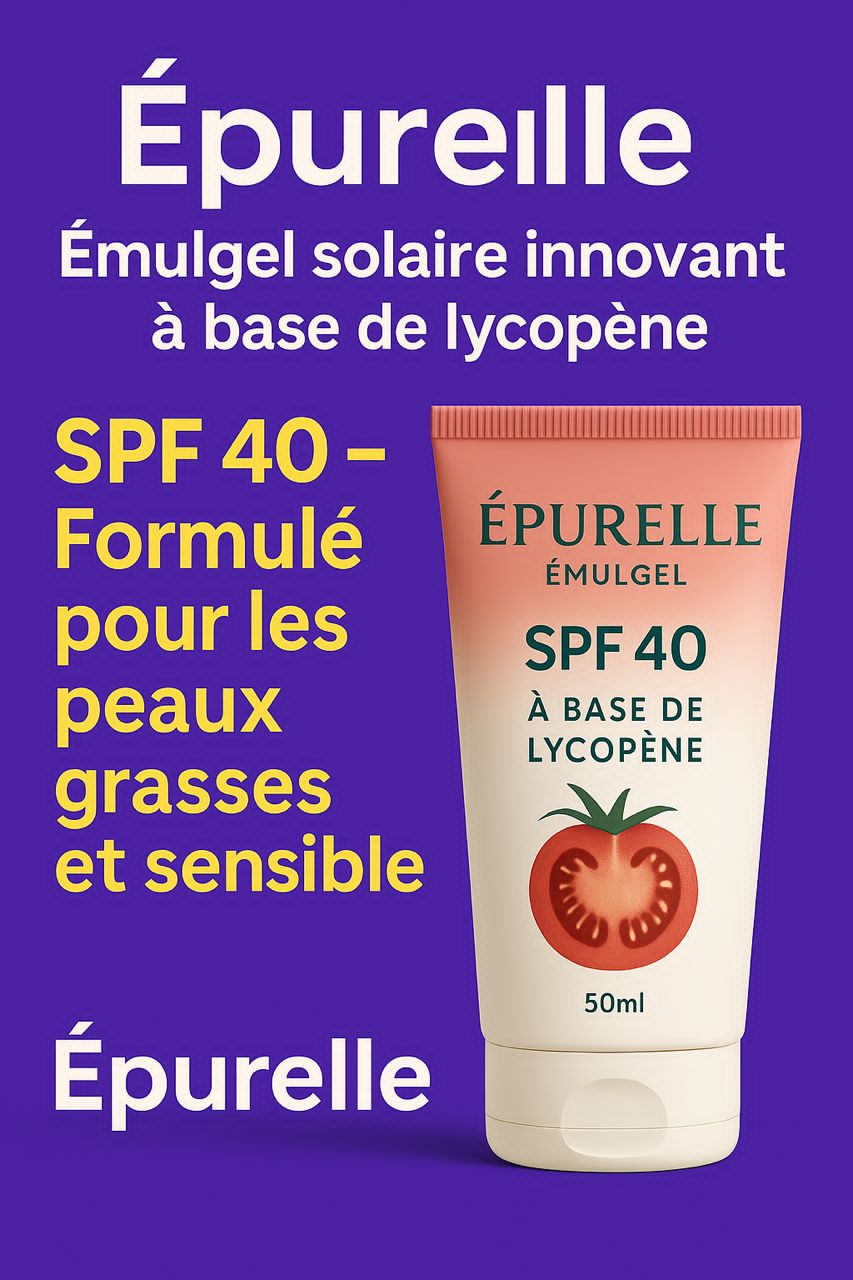 Épureılle
Émulgel solaire innovant
à base de lycopène
SPF 40 –
Formulé
pour les
peaux
grasses
et sensible
ÉPURELLE
ÉMULGEL
SPF 40
À BASE DE
LYCOPÈNE
50ml
Épurelle